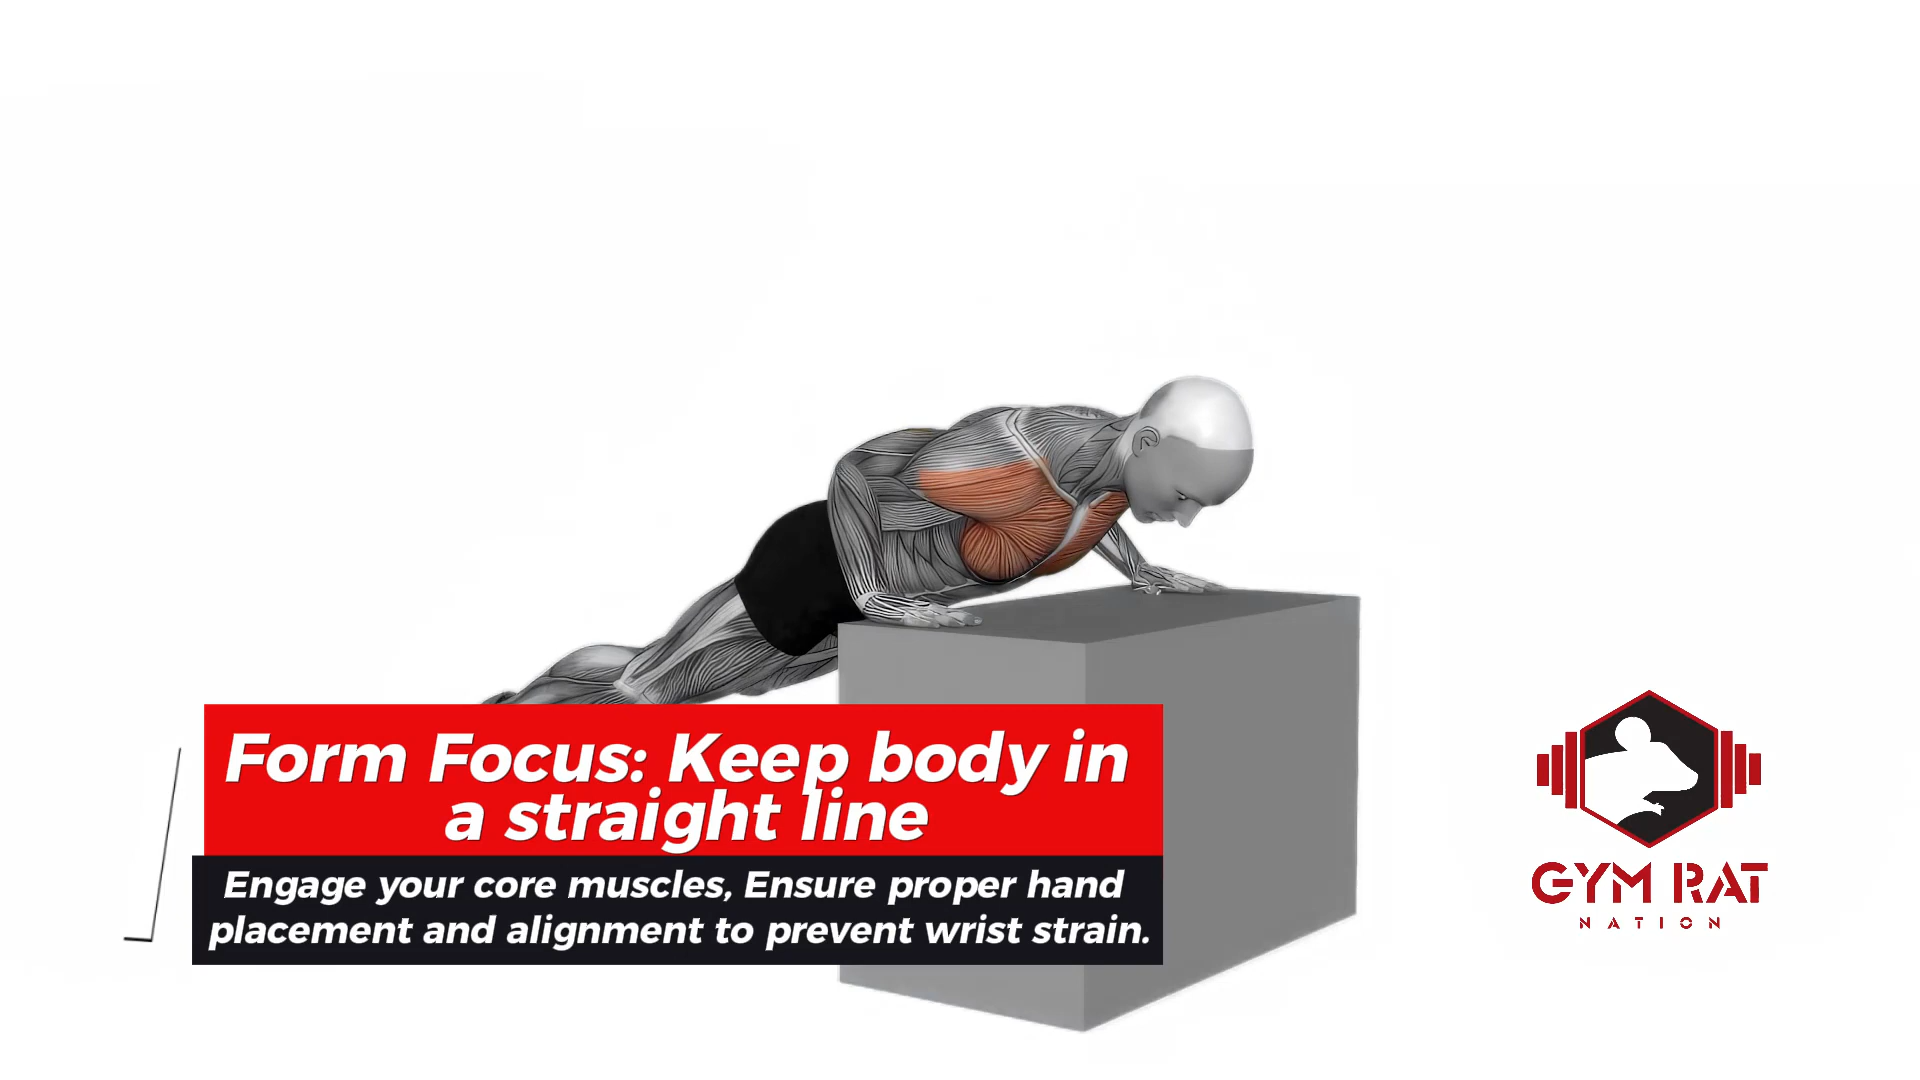 Form Focus: Keep body in
a straight line
Engage your core muscles, Ensure proper hand
placement and alignment to prevent wrist strain.
GYM RAT
NATION